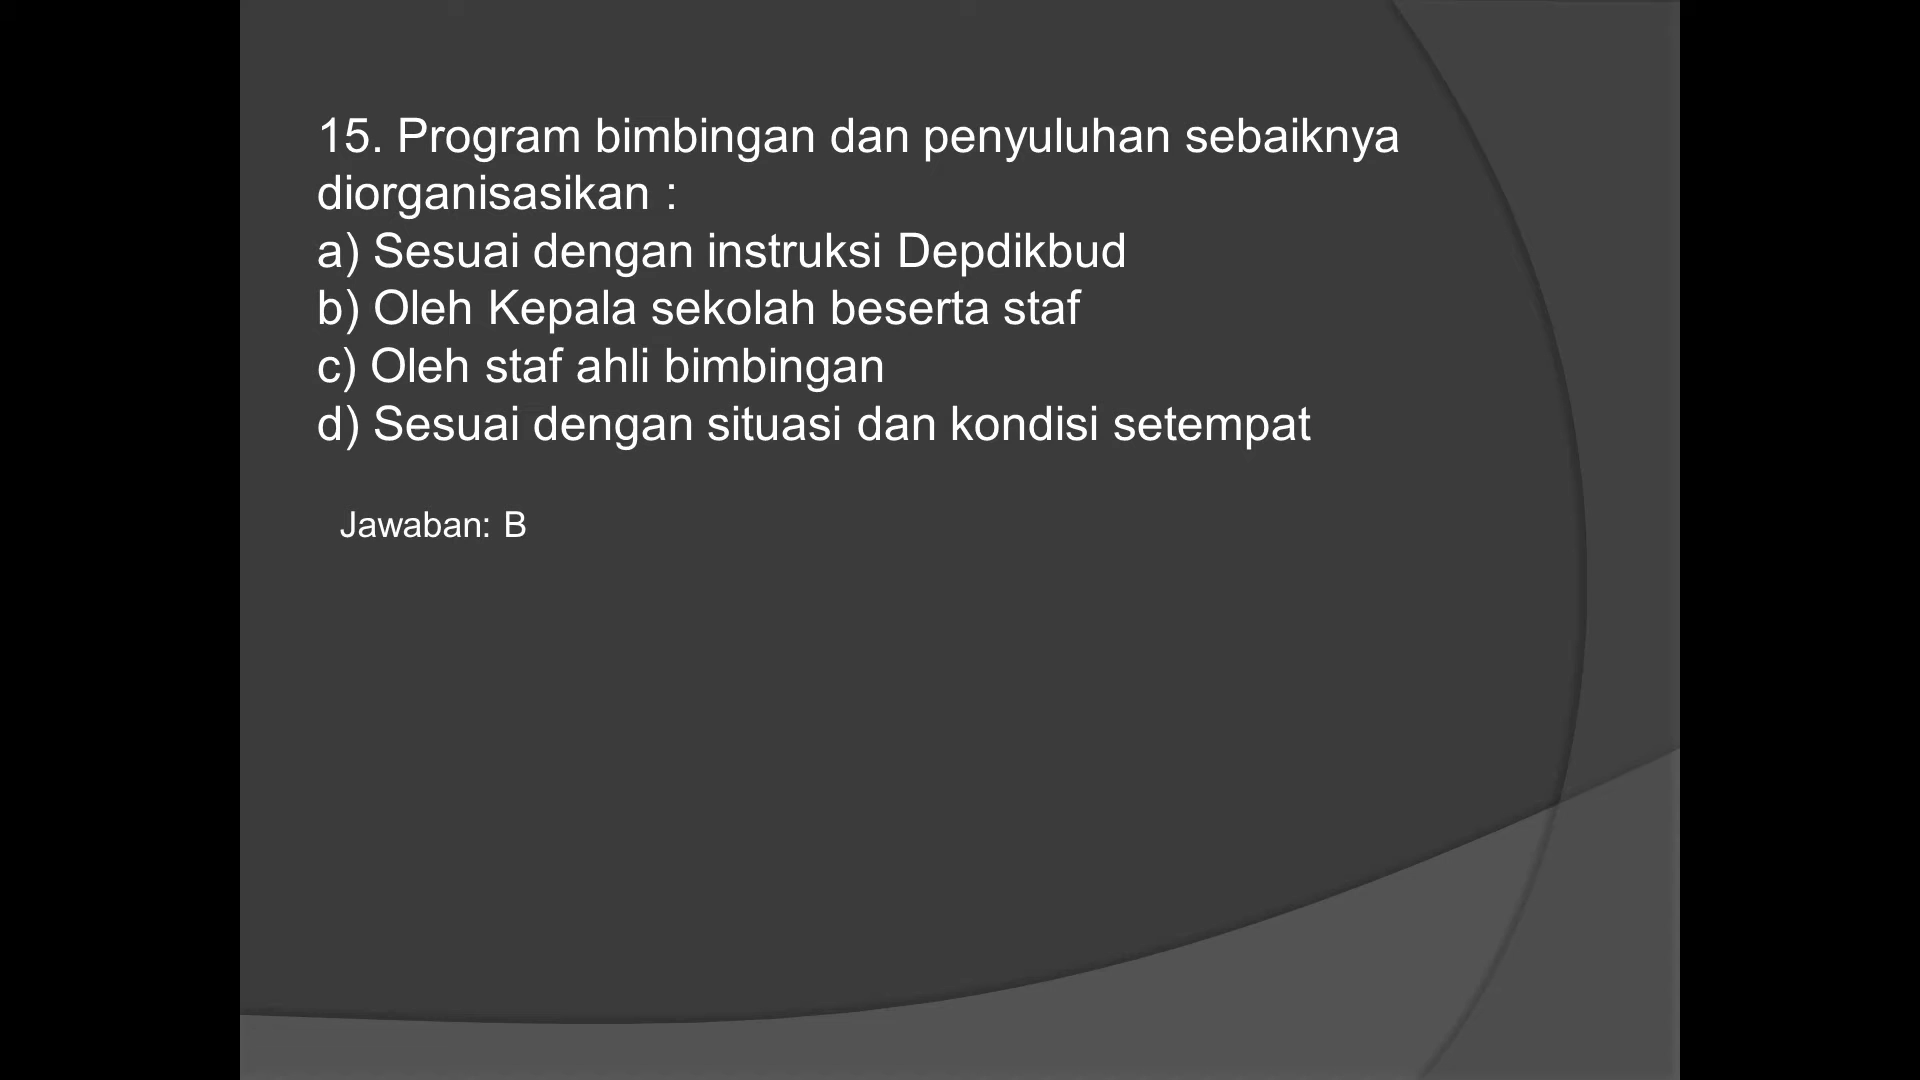 15. Program bimbingan dan penyuluhan sebaiknya
diorganisasikan :
a) Sesuai dengan instruksi Depdikbud
b) Oleh Kepala sekolah beserta staf
c) Oleh staf ahli bimbingan
d) Sesuai dengan situasi dan kondisi setempat
Jawaban: B